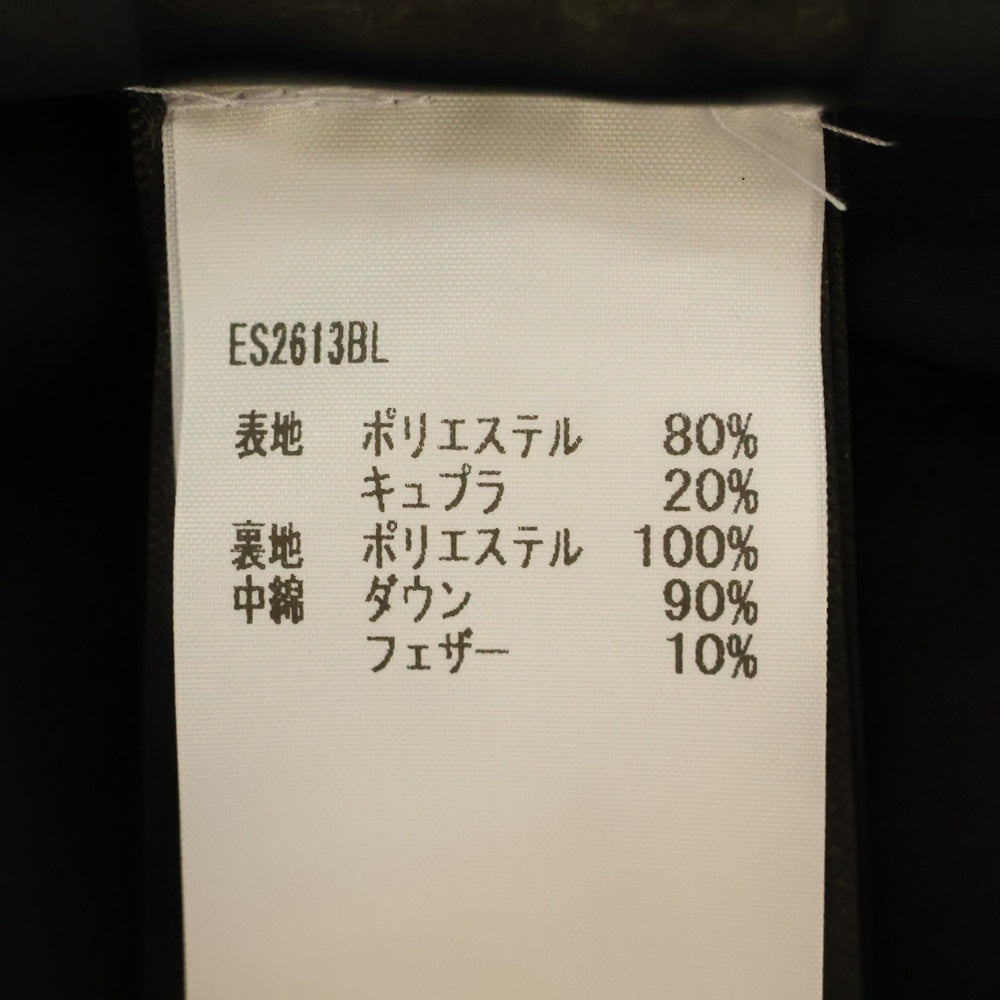 ES2613BL
表地 ポリエステル 80%
キュプラ 20%
裏地 ポリエステル 100%
中綿 ダウン 90%
フェザー 10%